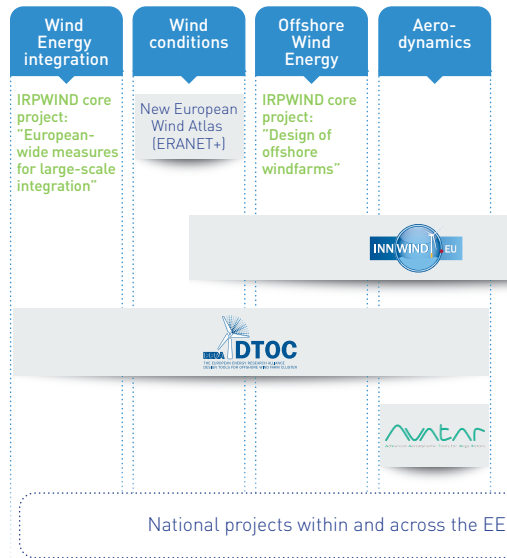 Wind
Energy
integration
Wind
conditions
Offshore
Wind
Energy
Aero-
dynamics
IRPWIND core
project:
"European-
wide measures
for large-scale
integration"
New European
Wind Atlas
(ERANET+)
IRPWIND core
project:
"Design of
offshore
windfarms"
INN WIND .EU
EERA DTOC
THE EUROPEAN ENERGY RESEARCH ALLIANCE
DESIGN TOOLS FOR OFFSHORE WIND FARM CLUSTER
AVATAR
National projects within and across the EE